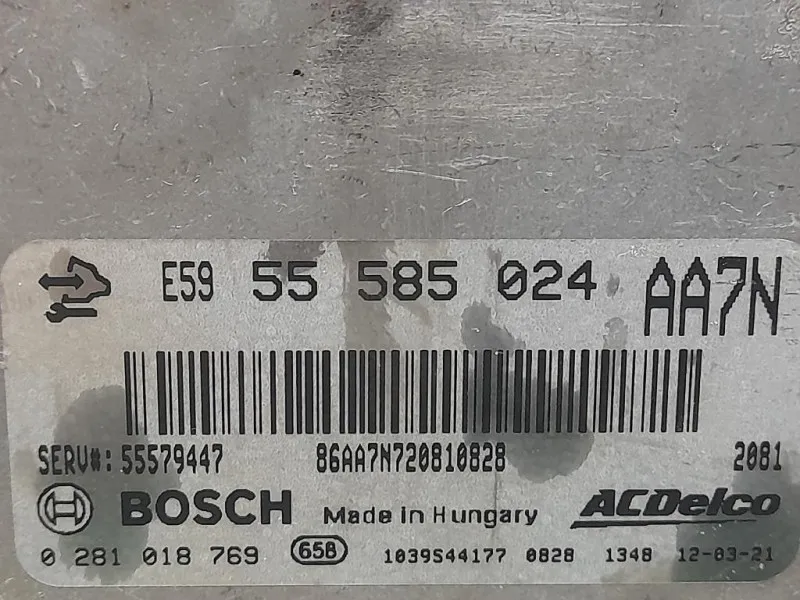 E59 55 585 024 AA7N
SERV#: 55579447 86AA7N720810828 2081
BOSCH Made in Hungary ACDelco
0 281 018 769 658 1039S44177 0828 1348 12-03-21